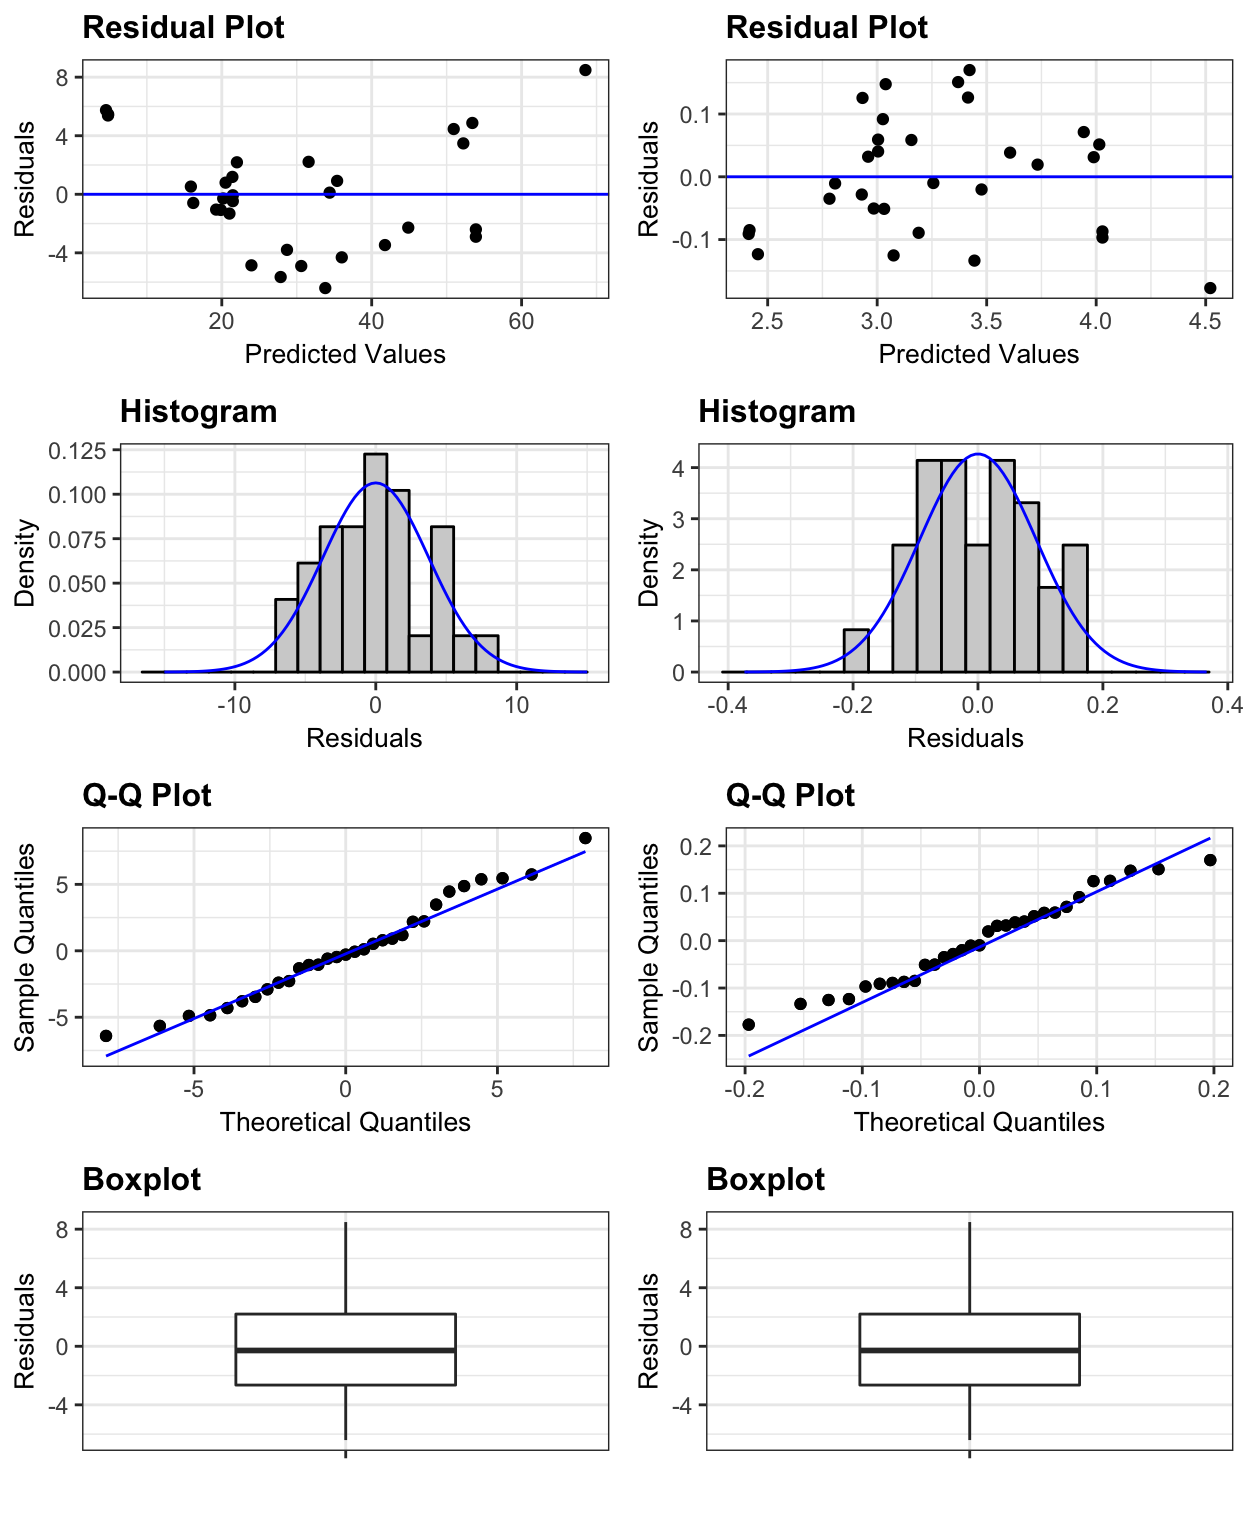 Residual Plot
Residual Plot
8
4
0
-4
Residuals
20
40
60
Predicted Values
0.1
0.0
-0.1
Residuals
2.5
3.0
3.5
4.0
4.5
Predicted Values
Histogram
Histogram
0.125
0.100
0.075
0.050
0.025
0.000
Density
-10
0
10
Residuals
4
3
2
1
0
Density
-0.4
-0.2
0.0
0.2
0.4
Residuals
Q-Q Plot
Q-Q Plot
5
0
-5
Sample Quantiles
-5
0
5
Theoretical Quantiles
0.2
0.1
0.0
-0.1
-0.2
Sample Quantiles
-0.2
-0.1
0.0
0.1
0.2
Theoretical Quantiles
Boxplot
Boxplot
8
4
0
-4
Residuals
8
4
0
-4
Residuals